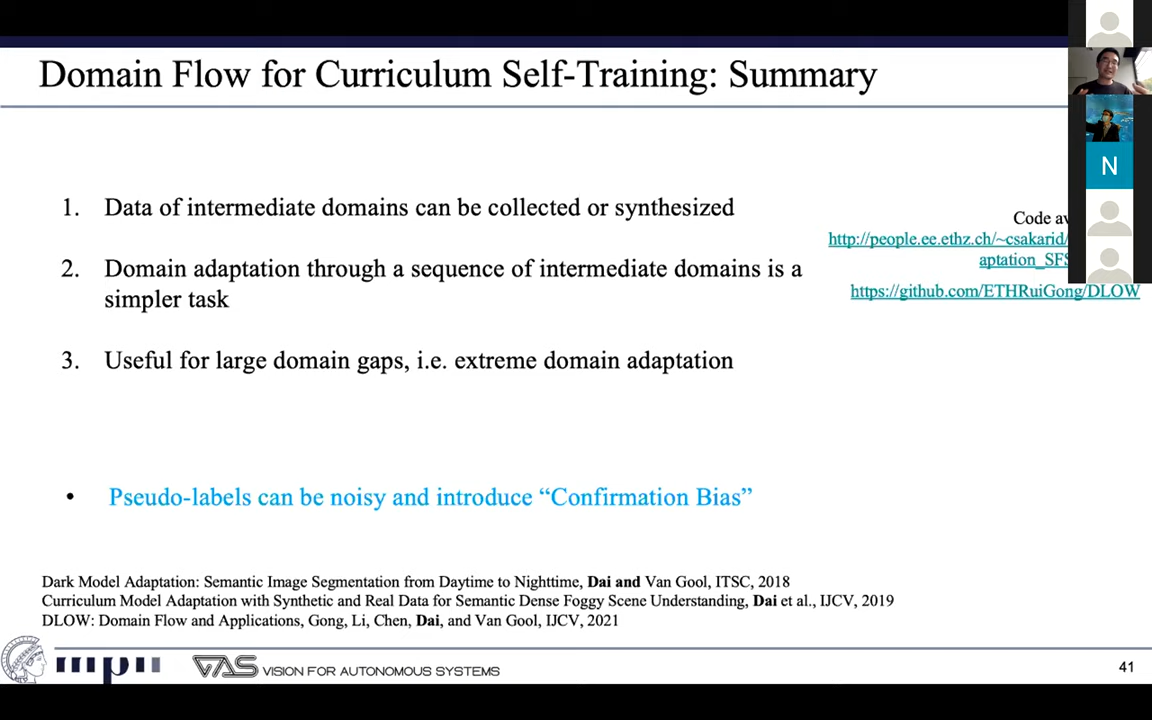 Domain Flow for Curriculum Self-Training: Summary
1. Data of intermediate domains can be collected or synthesized
2. Domain adaptation through a sequence of intermediate domains is a
simpler task
3. Useful for large domain gaps, i.e. extreme domain adaptation
Code
http://people.ee.ethz.ch/~csakarid/
aptation_SFS
https://github.com/ETHRuiGong/DLOW
N
• Pseudo-labels can be noisy and introduce “Confirmation Bias”
Dark Model Adaptation: Semantic Image Segmentation from Daytime to Nighttime, Dai and Van Gool, ITSC, 2018
Curriculum Model Adaptation with Synthetic and Real Data for Semantic Dense Foggy Scene Understanding, Dai et al., IJCV, 2019
DLOW: Domain Flow and Applications, Gong, Li, Chen, Dai, and Van Gool, IJCV, 2021
mpii VAS VISION FOR AUTONOMOUS SYSTEMS
41